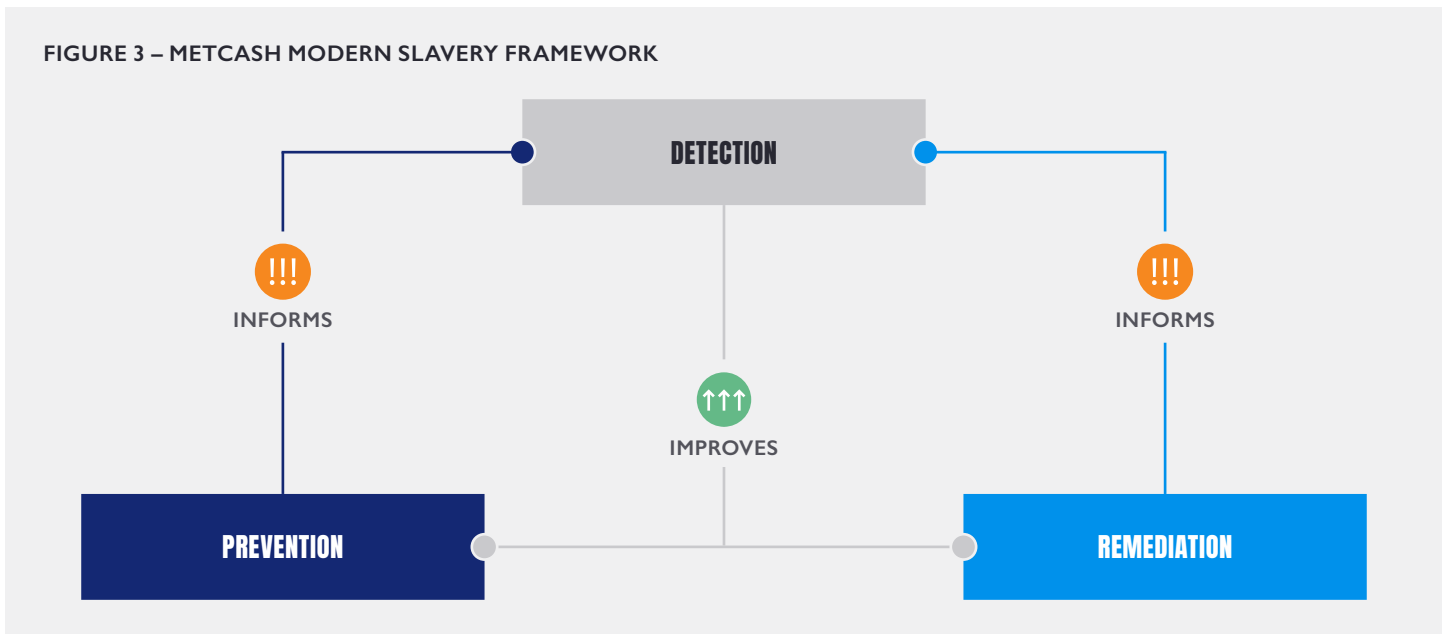 FIGURE 3 – METCASH MODERN SLAVERY FRAMEWORK
DETECTION
!!!
!!!
INFORMS
INFORMS
↑↑↑
IMPROVES
PREVENTION
REMEDIATION